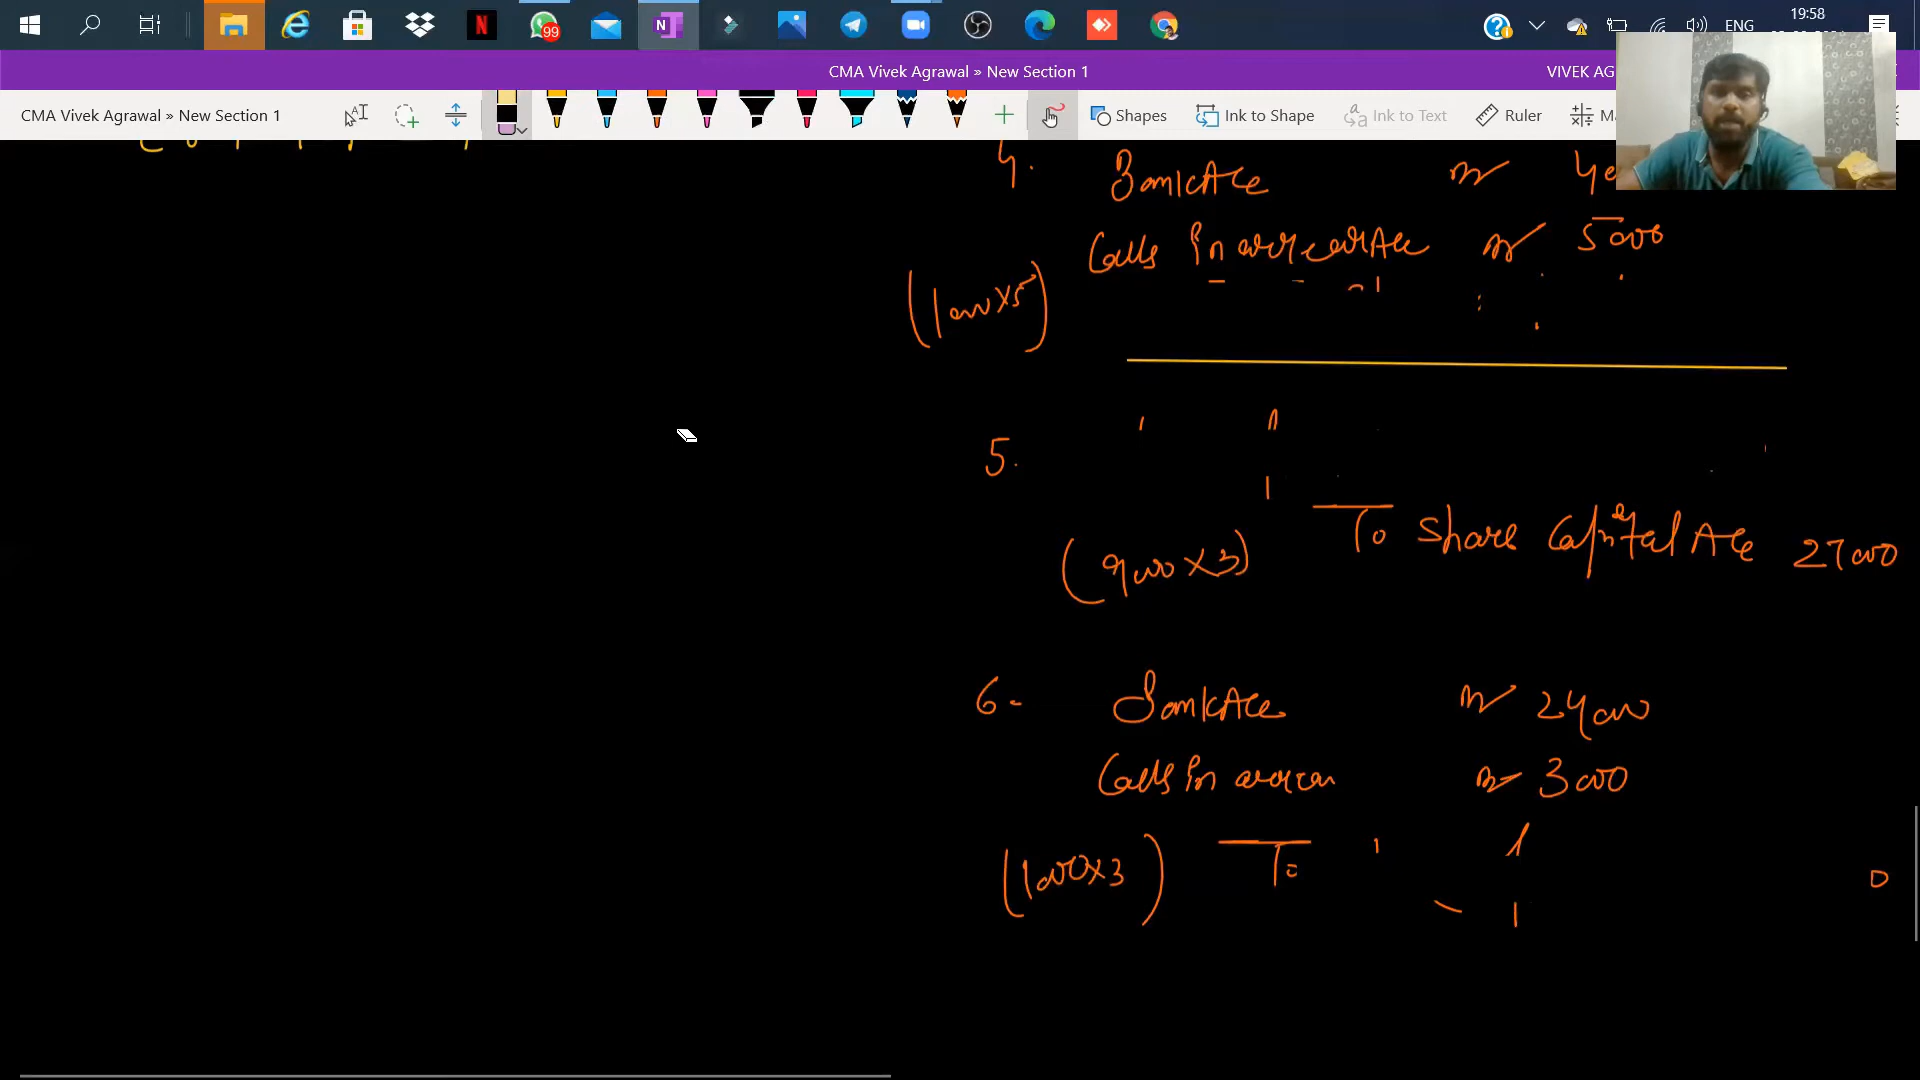 19:58
ENG
99
CMA Vivek Agrawal » New Section 1
VIVEK AG
CMA Vivek Agrawal » New Section 1
Shapes
Ink to Shape
Ink to Text
Ruler
4. Bank A/c Dr
Calls in arrear A/c Dr 5000
(1000x5)
5.
To Share Capital A/c 27000
(9000x3)
6- Bank A/c Dr 24000
Calls in arrear Dr 3000
(1000x3) To